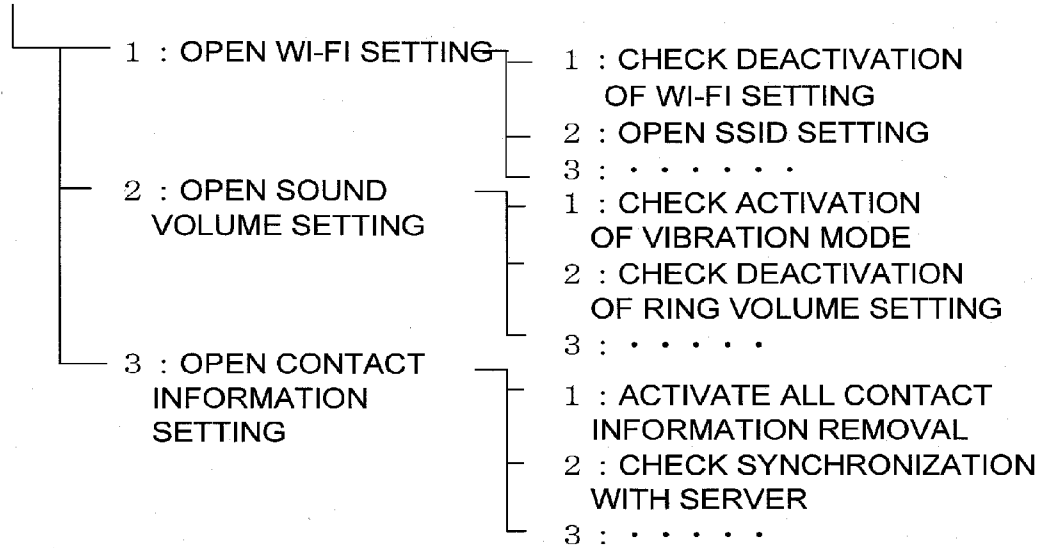 1 : OPEN WI-FI SETTING
1 : CHECK DEACTIVATION
OF WI-FI SETTING
2 : OPEN SSID SETTING
3 : · · · · · ·
2 : OPEN SOUND
VOLUME SETTING
1 : CHECK ACTIVATION
OF VIBRATION MODE
2 : CHECK DEACTIVATION
OF RING VOLUME SETTING
3 : · · · · ·
3 : OPEN CONTACT
INFORMATION
SETTING
1 : ACTIVATE ALL CONTACT
INFORMATION REMOVAL
2 : CHECK SYNCHRONIZATION
WITH SERVER
3 : · · · · ·